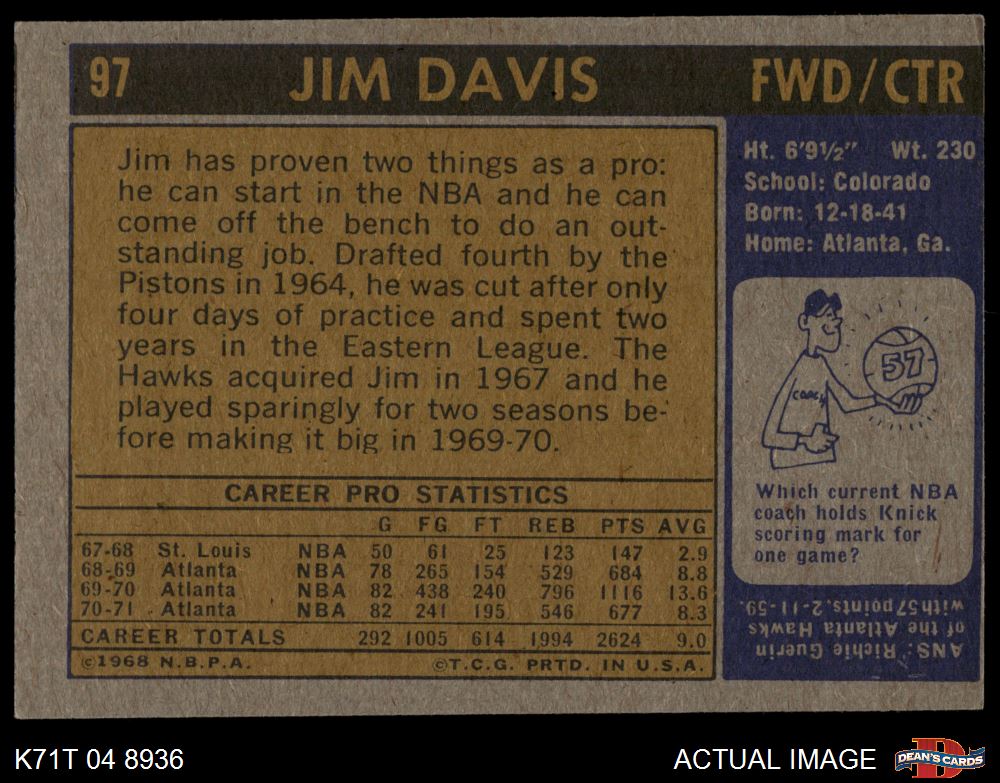 97 JIM DAVIS FWD/CTR
Jim has proven two things as a pro:
he can start in the NBA and he can
come off the bench to do an out-
standing job. Drafted fourth by the
Pistons in 1964, he was cut after only
four days of practice and spent two
years in the Eastern League. The
Hawks acquired Jim in 1967 and he
played sparingly for two seasons be-
fore making it big in 1969-70.
CAREER PRO STATISTICS
G FG FT REB PTS AVG
67-68 St. Louis NBA 50 61 25 123 147 2.9
68-69 Atlanta NBA 78 265 154 529 684 8.8
69-70 Atlanta NBA 82 438 240 796 1116 13.6
70-71 Atlanta NBA 82 241 195 546 677 8.3
CAREER TOTALS 292 1005 614 1994 2624 9.0
©1968 N.B.P.A. ©T.C.G. PRTD. IN U.S.A.
Ht. 6'9½" Wt. 230
School: Colorado
Born: 12-18-41
Home: Atlanta, Ga.
57
COACH
Which current NBA
coach holds Knick
scoring mark for
one game?
ANS: Richie Guerin
of the Atlanta Hawks
with 57 points, 2-11-59.
K71T 04 8936
ACTUAL IMAGE
D
DEAN'S CARDS